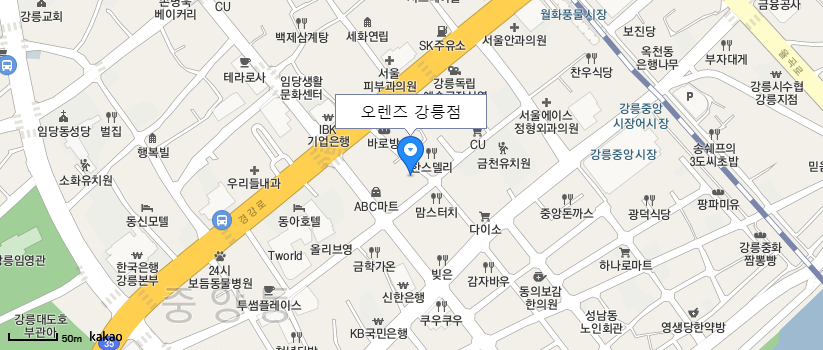 강릉교회
베이커리
CU
백제삼계탕
세화연립
SK주유소
서울안과의원
월화풍물시장
보진당
금융공사
옥천동
은행나무
부자대게
테라로사
임당생활
문화센터
서울
피부과의원
강릉독립
찬우식당
강릉시수협
강릉지점
P
오렌즈 강릉점
임당동성당
벌집
행복빌
IBK
기업은행
바로방
CU
서울에이스
정형외과의원
강릉중앙
시장어시장
송쉐프의
3도씨초밥
소화유치원
우리들내과
금천유치원
강릉중앙시장
ABC마트
맘스터치
중앙돈까스
광덕식당
팡파미유
동신모텔
경강로
동아호텔
다이소
강릉임영관
한국은행
강릉본부
24시
보듬동물병원
Tworld
올리브영
금학가온
빚은
감자바우
하나로마트
강릉중화
짬뽕빵
중앙동
투썸플레이스
신한은행
동의보감
한의원
강릉대도호
부관아
KB국민은행
쿠우쿠우
성남동
노인회관
영생당한약방
50m
kakao
35